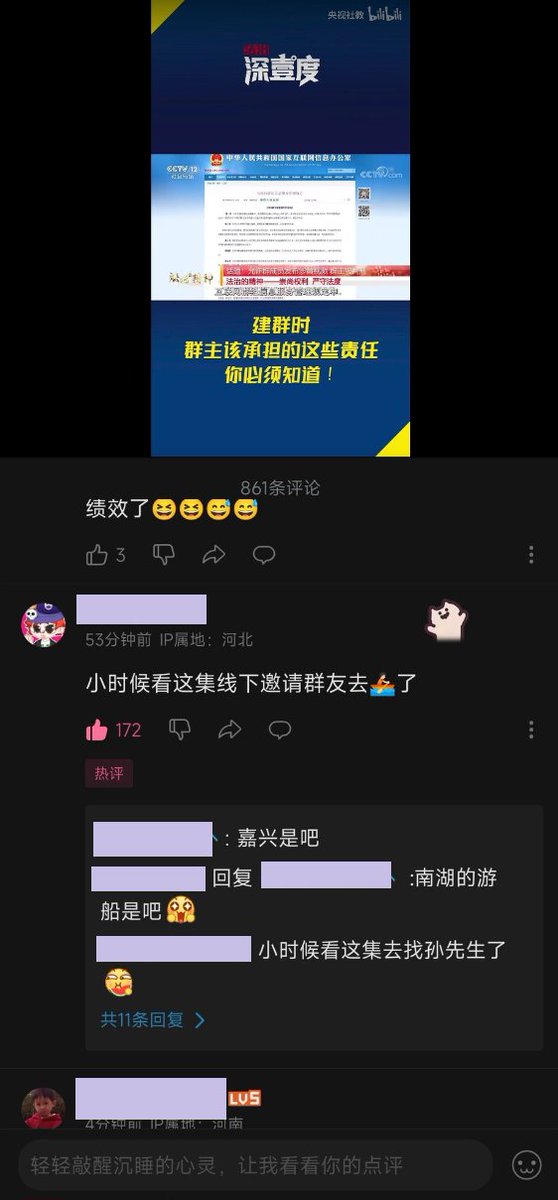 央视社教 bilibili
深壹度
中华人民共和国国家互联网信息办公室
CCTV 12
CCTV.com
法治的精神——崇尚权利 严守法度
建群时
群主该承担的这些责任
你必须知道！
861条评论
绩效了😆😆😅😅
3
53分钟前 IP属地：河北
小时候看这集线下邀请群友去🚣了
172
热评
: 嘉兴是吧
回复 :南湖的游
船是吧
小时候看这集去找孙先生了
共11条回复 >
LV5
4分钟前 IP属地：河南
轻轻敲醒沉睡的心灵，让我看看你的点评